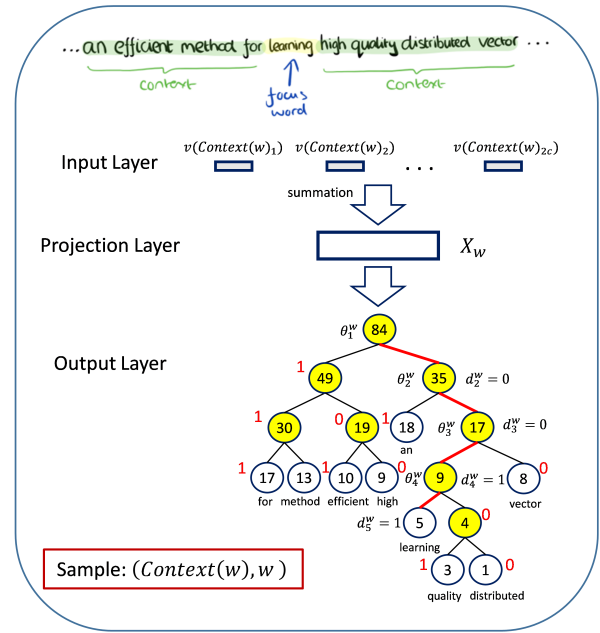 ...an efficient method for learning high quality distributed vector ...
context
context
focus
word
v(Context(w)₁) v(Context(w)₂) v(Context(w)₂c)
Input Layer
. . .
summation
Projection Layer
X_w
θ₁ʷ 84
Output Layer
1 49 θ₂ʷ 35 d₂ʷ = 0
1 30 0 19 1 18 θ₃ʷ 17 d₃ʷ = 0
an
1 17 13 1 10 9 0 θ₄ʷ 9 d₄ʷ = 1 8 0
for method efficient high vector
d₅ʷ = 1 5 4 0
learning
Sample: (Context(w), w )
1 3 1 0
quality distributed